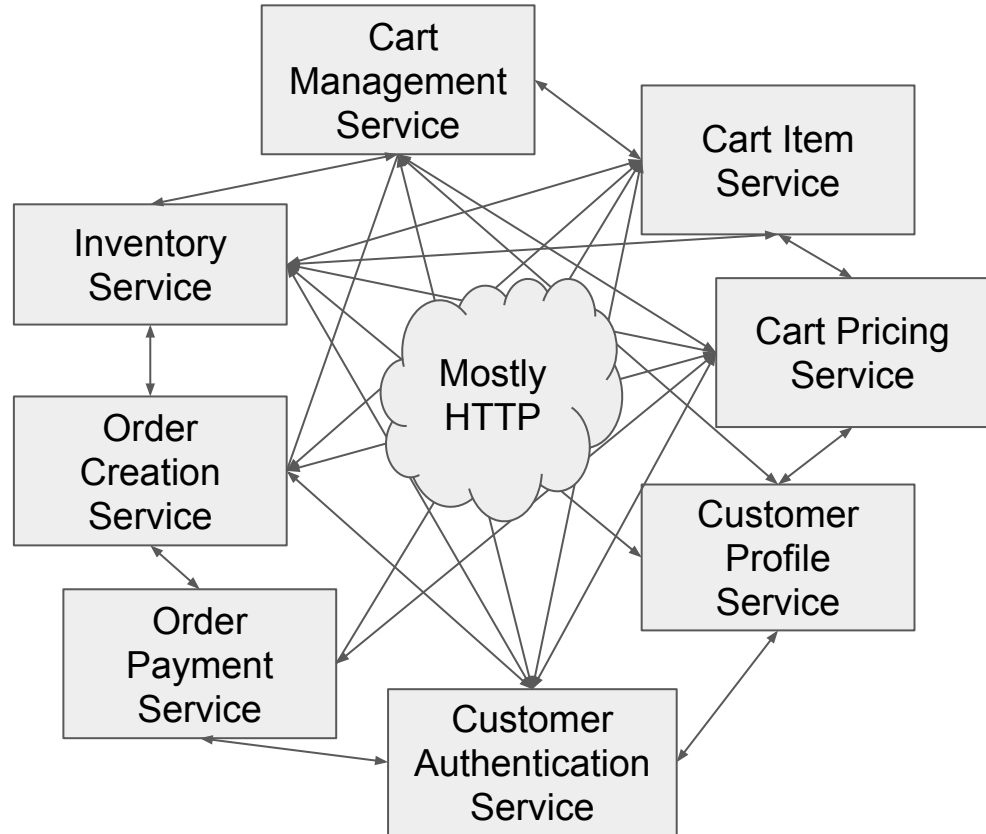 Cart
Management
Service
Cart Item
Service
Inventory
Service
Cart Pricing
Service
Mostly
HTTP
Order
Creation
Service
Customer
Profile
Service
Order
Payment
Service
Customer
Authentication
Service